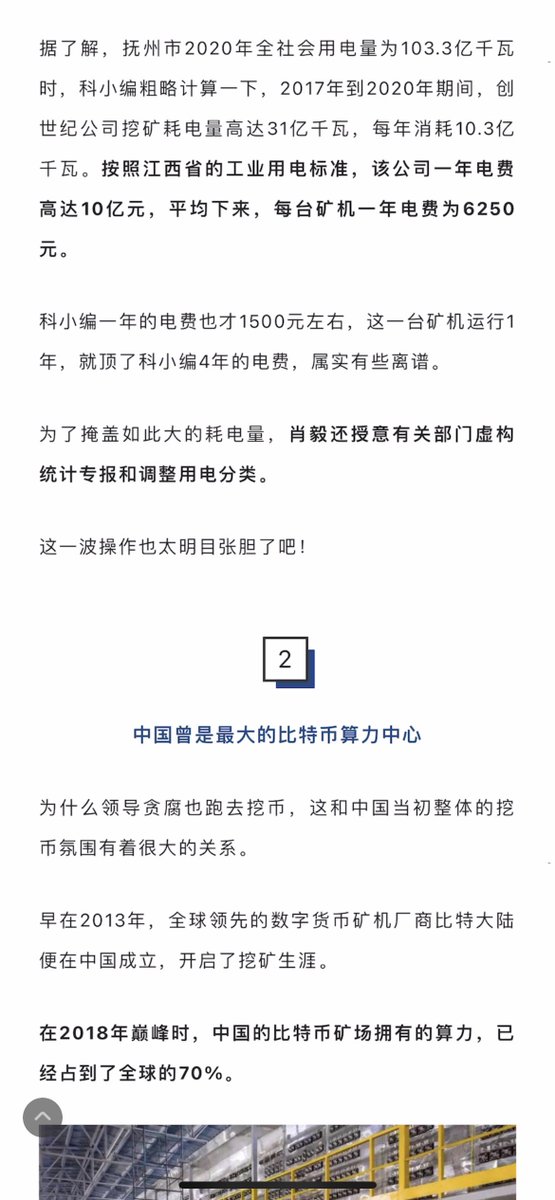 据了解，抚州市2020年全社会用电量为103.3亿千瓦
时，科小编粗略计算一下，2017年到2020年期间，创
世纪公司挖矿耗电量高达31亿千瓦，每年消耗10.3亿
千瓦。按照江西省的工业用电标准，该公司一年电费
高达10亿元，平均下来，每台矿机一年电费为6250
元。
科小编一年的电费也才1500元左右，这一台矿机运行1
年，就顶了科小编4年的电费，属实有些离谱。
为了掩盖如此大的耗电量，肖毅还授意有关部门虚构
统计专报和调整用电分类。
这一波操作也太明目张胆了吧！
2
中国曾是最大的比特币算力中心
为什么领导贪腐也跑去挖币，这和中国当初整体的挖
币氛围有着很大的关系。
早在2013年，全球领先的数字货币矿机厂商比特大陆
便在中国成立，开启了挖矿生涯。
在2018年巅峰时，中国的比特币矿场拥有的算力，已
经占到了全球的70%。